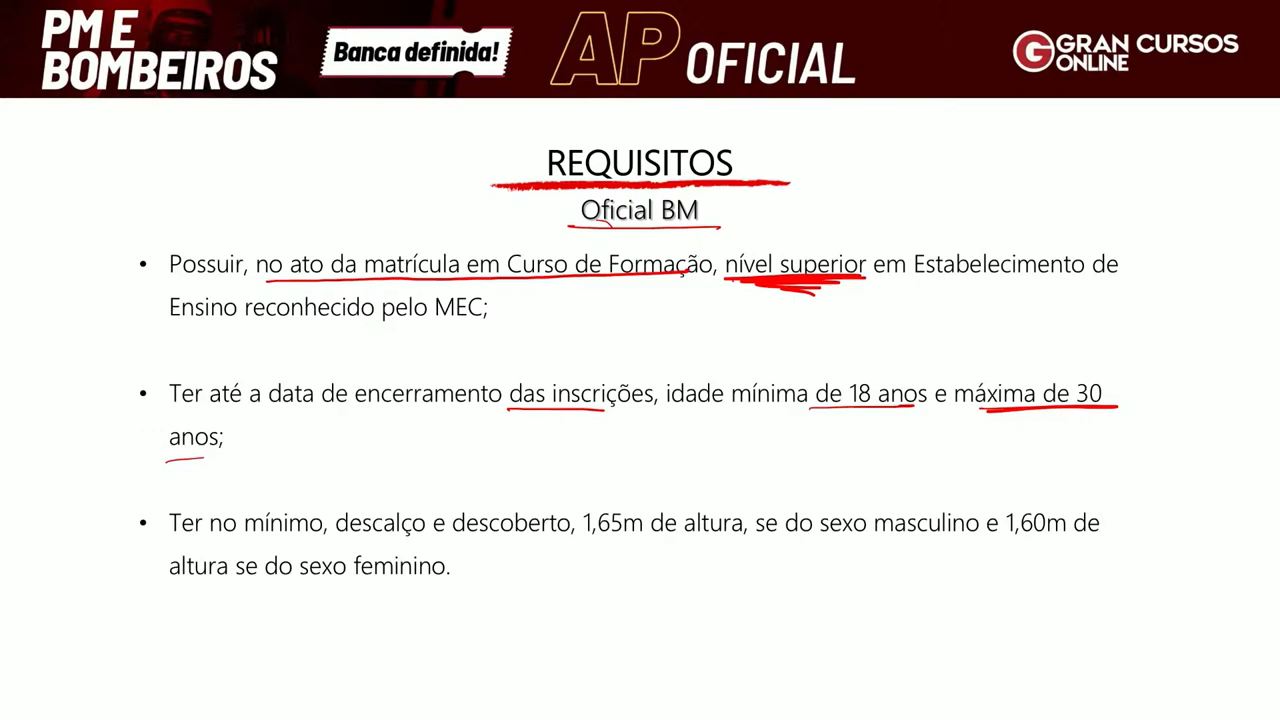 PM E
BOMBEIROS
Banca definida!
AP OFICIAL
G GRAN CURSOS
ONLINE
REQUISITOS
Oficial BM
• Possuir, no ato da matrícula em Curso de Formação, nível superior em Estabelecimento de
Ensino reconhecido pelo MEC;
• Ter até a data de encerramento das inscrições, idade mínima de 18 anos e máxima de 30
anos;
• Ter no mínimo, descalço e descoberto, 1,65m de altura, se do sexo masculino e 1,60m de
altura se do sexo feminino.